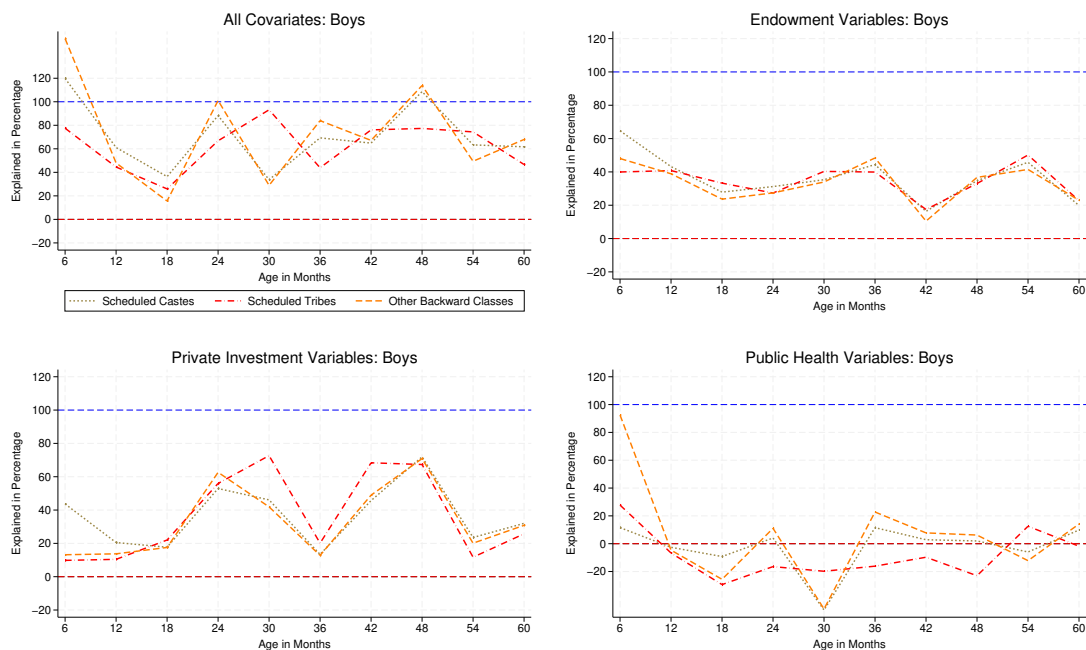 All Covariates: Boys
Explained in Percentage
120
100
80
60
40
20
0
−20
6 12 18 24 30 36 42 48 54 60
Age in Months
Scheduled Castes Scheduled Tribes Other Backward Classes
Endowment Variables: Boys
Explained in Percentage
120
100
80
60
40
20
0
−20
6 12 18 24 30 36 42 48 54 60
Age in Months
Private Investment Variables: Boys
Explained in Percentage
120
100
80
60
40
20
0
−20
6 12 18 24 30 36 42 48 54 60
Age in Months
Public Health Variables: Boys
Explained in Percentage
120
100
80
60
40
20
0
−20
6 12 18 24 30 36 42 48 54 60
Age in Months